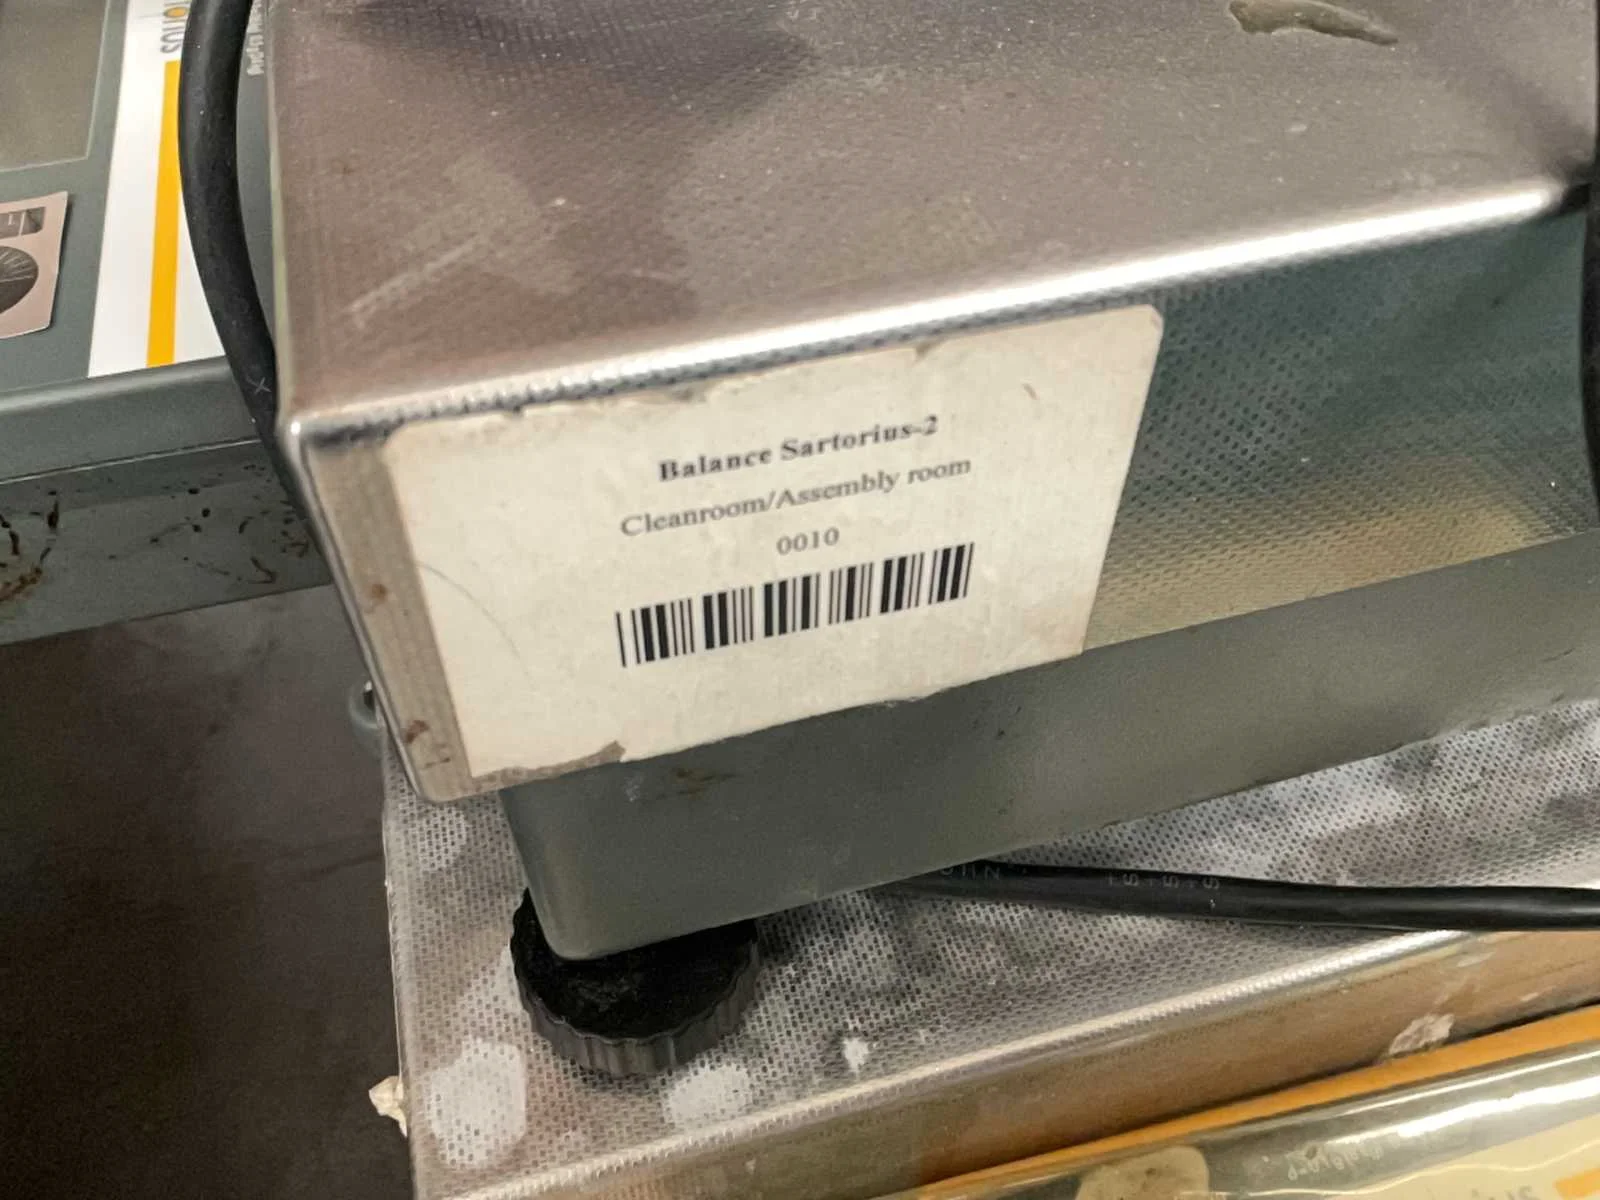 Balance Sartorius-2
Cleanroom/Assembly room
0010